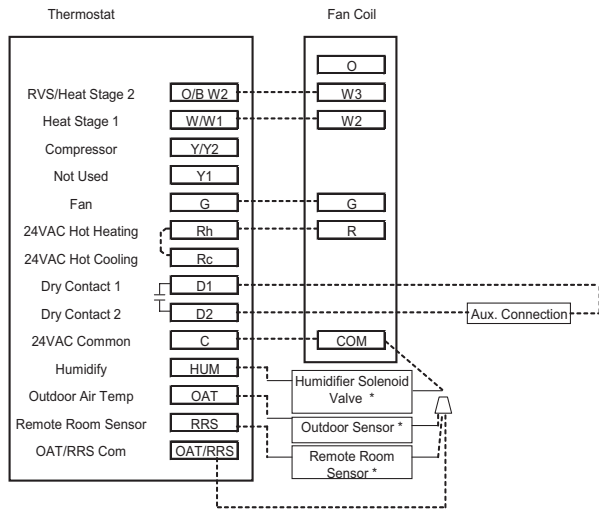 Thermostat Fan Coil
O
RVS/Heat Stage 2 O/B W2 W3
Heat Stage 1 W/W1 W2
Compressor Y/Y2
Not Used Y1
Fan G G
24VAC Hot Heating Rh R
24VAC Hot Cooling Rc
Dry Contact 1 D1
Dry Contact 2 D2 Aux. Connection
24VAC Common C COM
Humidify HUM
Humidifier Solenoid
Valve *
Outdoor Air Temp OAT
Outdoor Sensor *
Remote Room Sensor RRS
Remote Room
Sensor *
OAT/RRS Com OAT/RRS